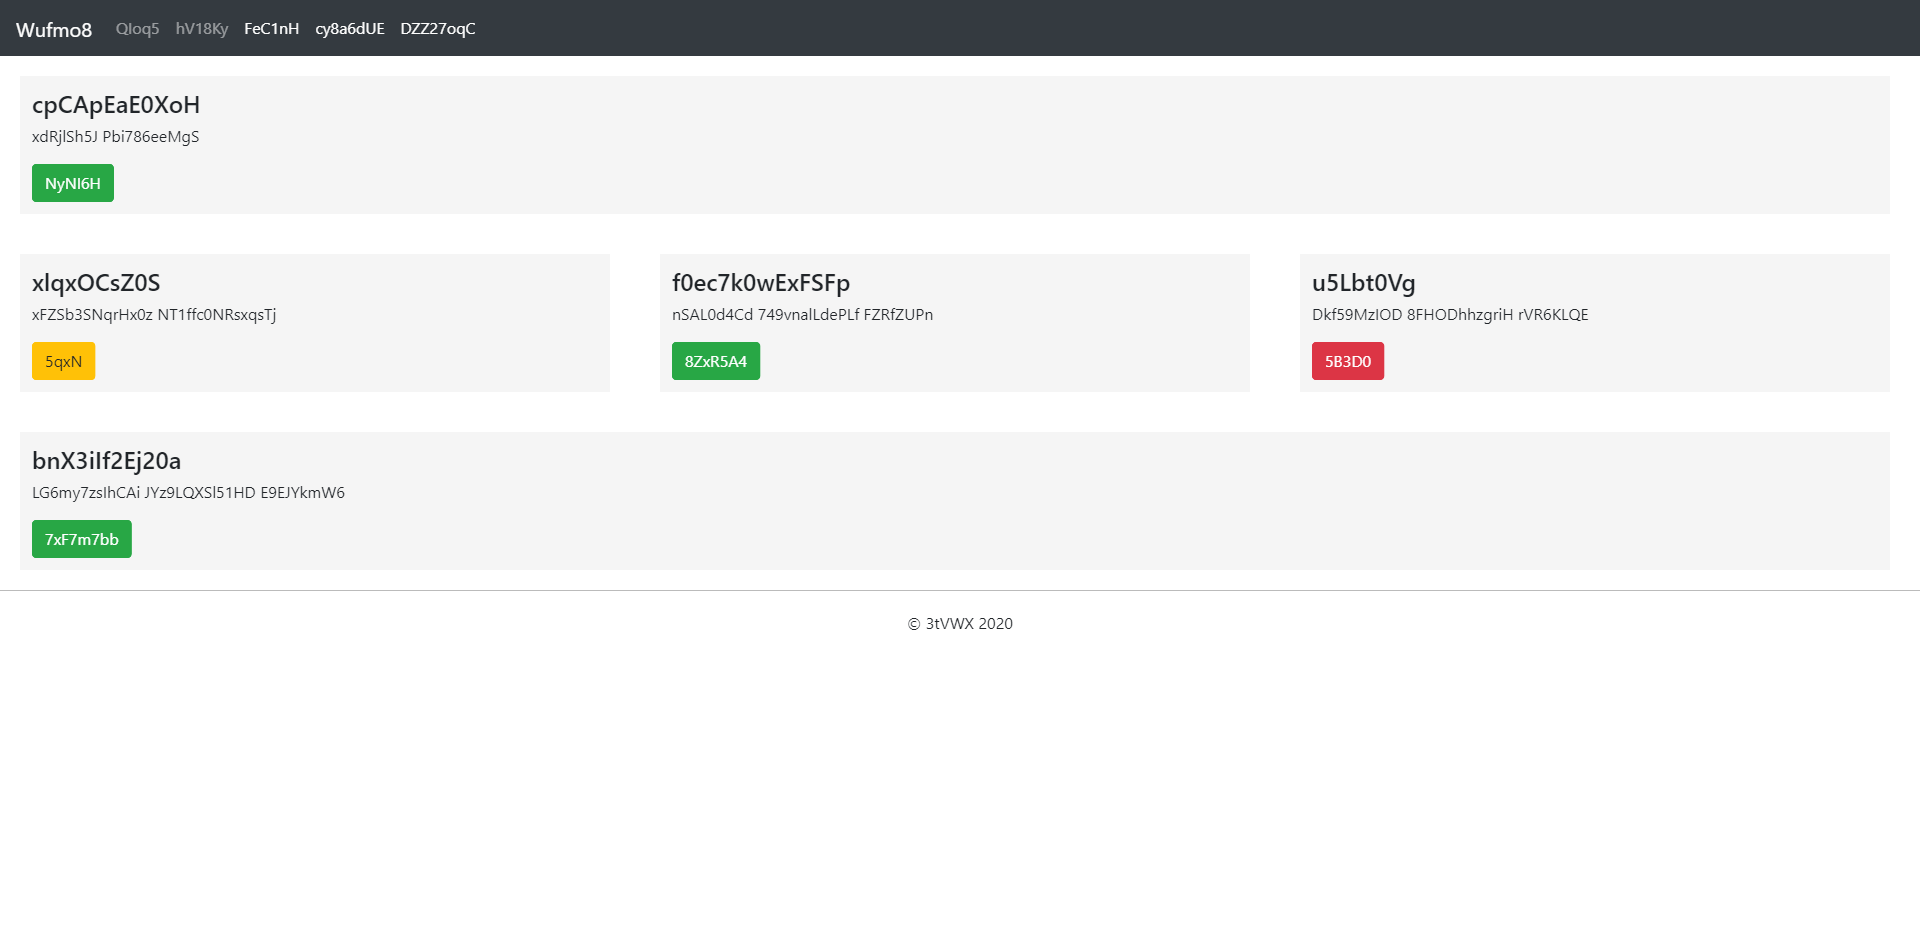 Wufmo8 QIoq5 hV18Ky FeC1nH cy8a6dUE DZZ27oqC
cpCApEaE0XoH
xdRjlSh5J Pbi786eeMgS
NyNI6H
xlqxOCsZ0S
xFZSb3SNqrHx0z NT1ffc0NRsxqsTj
5qxN
f0ec7k0wExFSFp
nSAL0d4Cd 749vnalLdePLf FZRfZUPn
8ZxR5A4
u5Lbt0Vg
Dkf59MzIOD 8FHODhhzgriH rVR6KLQE
5B3D0
bnX3iIf2Ej20a
LG6my7zsIhCAi JYz9LQXSl51HD E9EJYkmW6
7xF7m7bb
© 3tVWX 2020